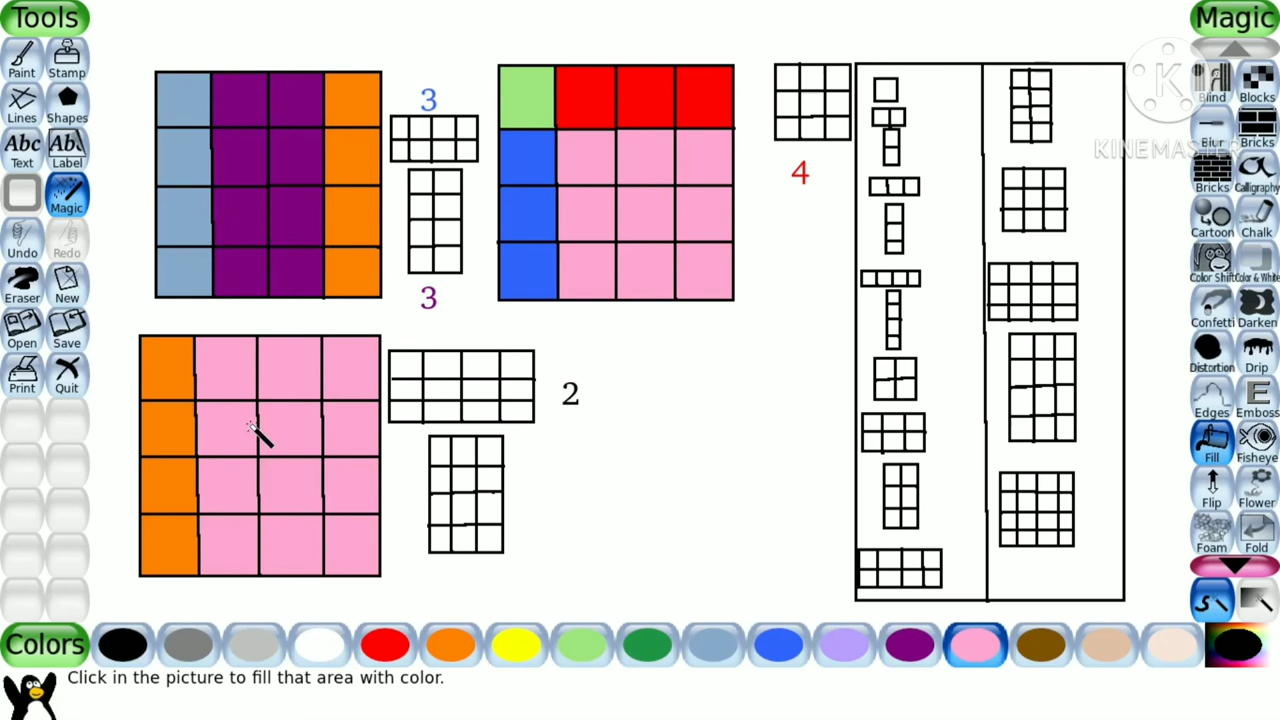 Tools
Magic
Paint
Stamp
Lines
Shapes
Abc
Abc
Text
Label
Magic
Undo
Redo
Eraser
New
Open
Save
Print
Quit
3
3
4
2
K
KINEMASTER
Blind
Blocks
Blur
Bricks
Bricks
Calligraphy
Cartoon
Chalk
Color Shift
Color & White
Confetti
Darken
Distortion
Drip
Edges
Emboss
Fill
Fisheye
Flip
Flower
Foam
Fold
Colors
Click in the picture to fill that area with color.